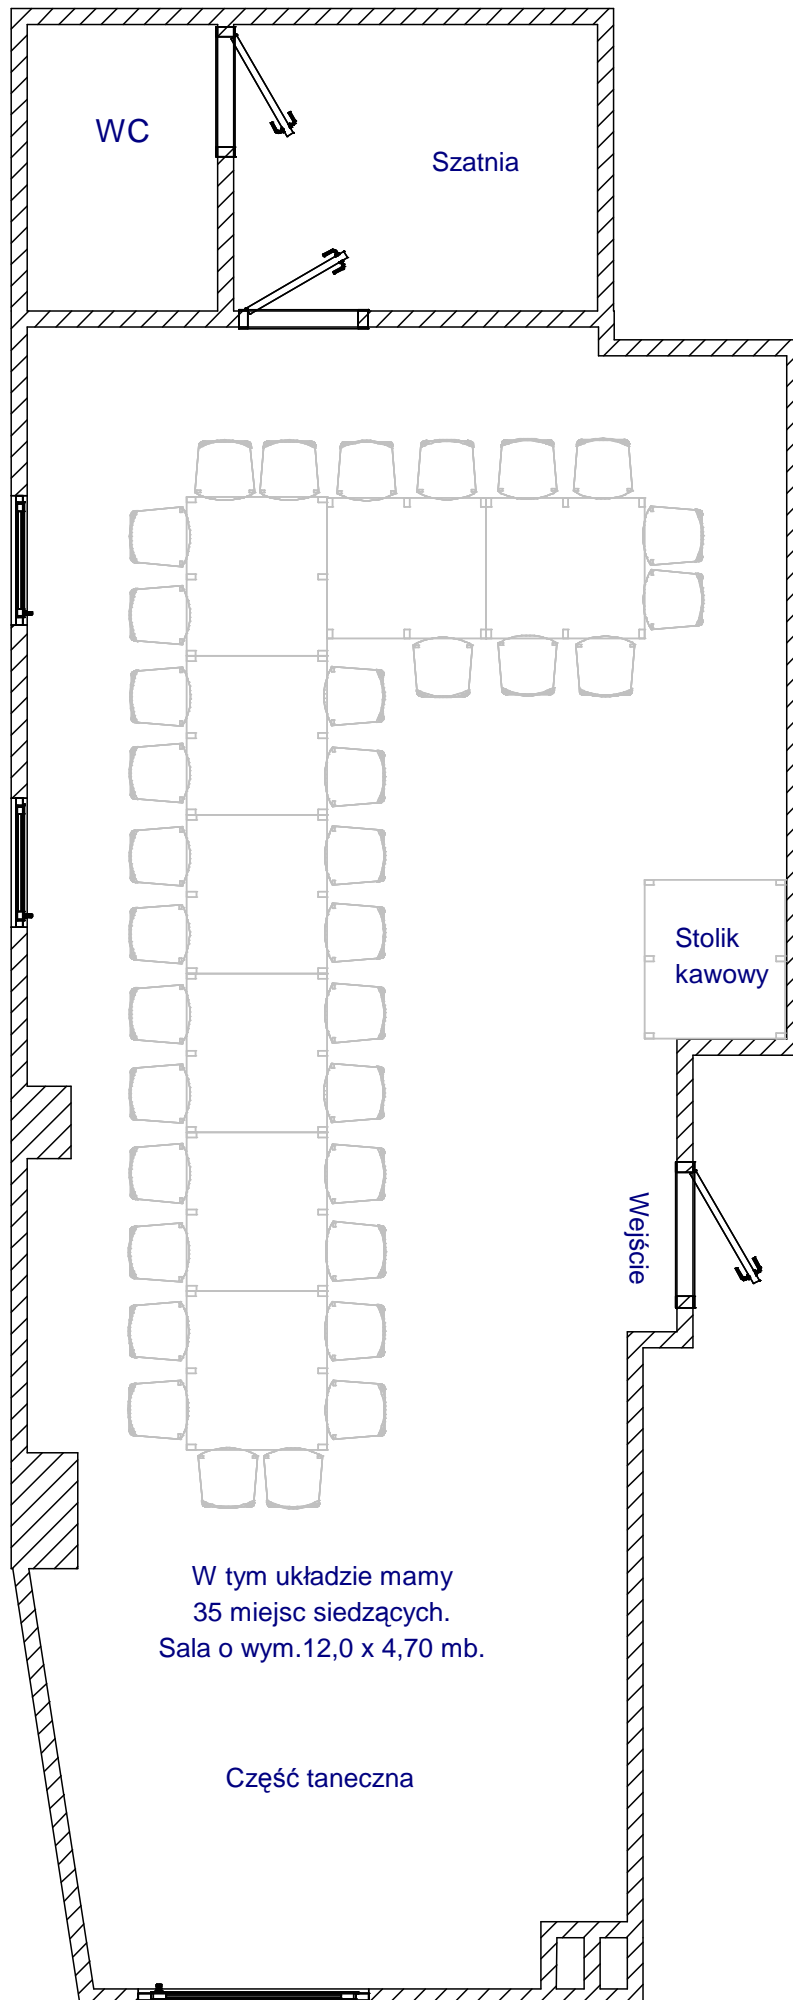 WC
Szatnia
Stolik
kawowy
Wejście
W tym układzie mamy
35 miejsc siedzących.
Sala o wym.12,0 x 4,70 mb.
Część taneczna